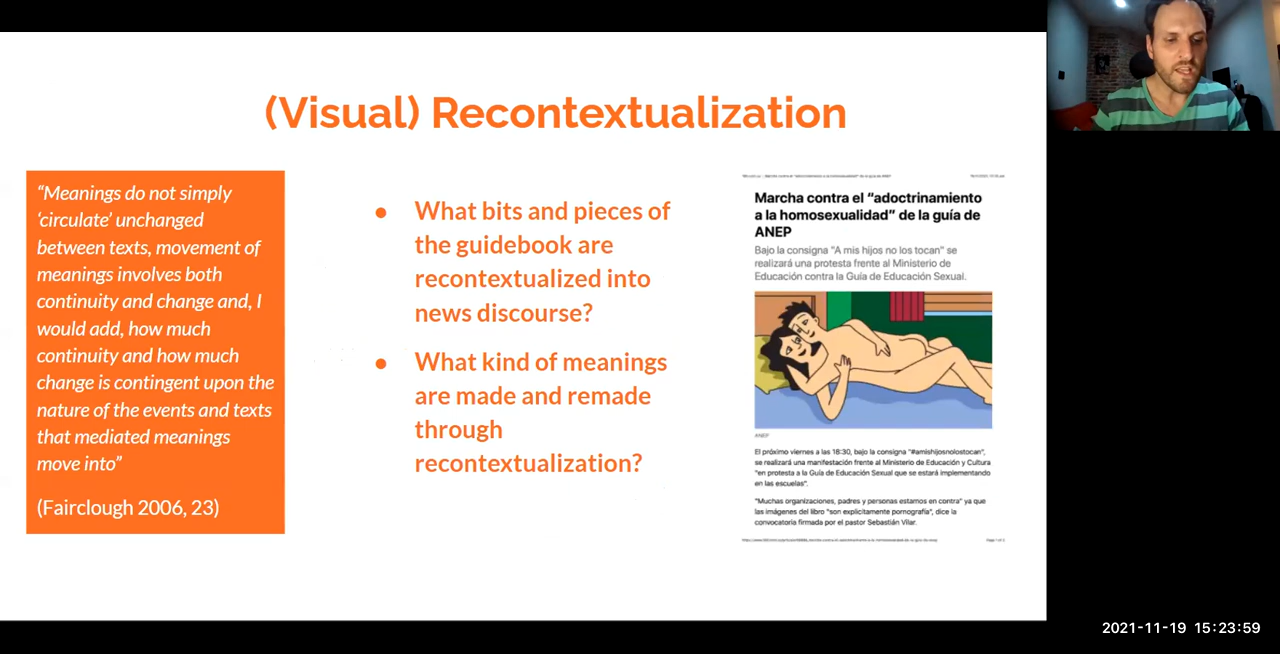 (Visual) Recontextualization
“Meanings do not simply
‘circulate’ unchanged
between texts, movement of
meanings involves both
continuity and change and, I
would add, how much
continuity and how much
change is contingent upon the
nature of the events and texts
that mediated meanings
move into”
(Fairclough 2006, 23)
● What bits and pieces of
the guidebook are
recontextualized into
news discourse?
● What kind of meanings
are made and remade
through
recontextualization?
Marcha contra el “adoctrinamiento
a la homosexualidad” de la guía de
ANEP
Bajo la consigna "A mis hijos no los tocan" se
realizará una protesta frente al Ministerio de
Educación contra la Guía de Educación Sexual.
ANEP
El próximo viernes a las 18:30, bajo la consigna "#amishijosnolostocan",
se realizará una manifestación frente al Ministerio de Educación y Cultura
"en protesta a la Guía de Educación Sexual que se estará implementando
en las escuelas".
"Muchas organizaciones, padres y personas estamos en contra" ya que
las imágenes del libro "son explícitamente pornografía", dice la
convocatoria firmada por el pastor Sebastián Vilar.
2021-11-19 15:23:59